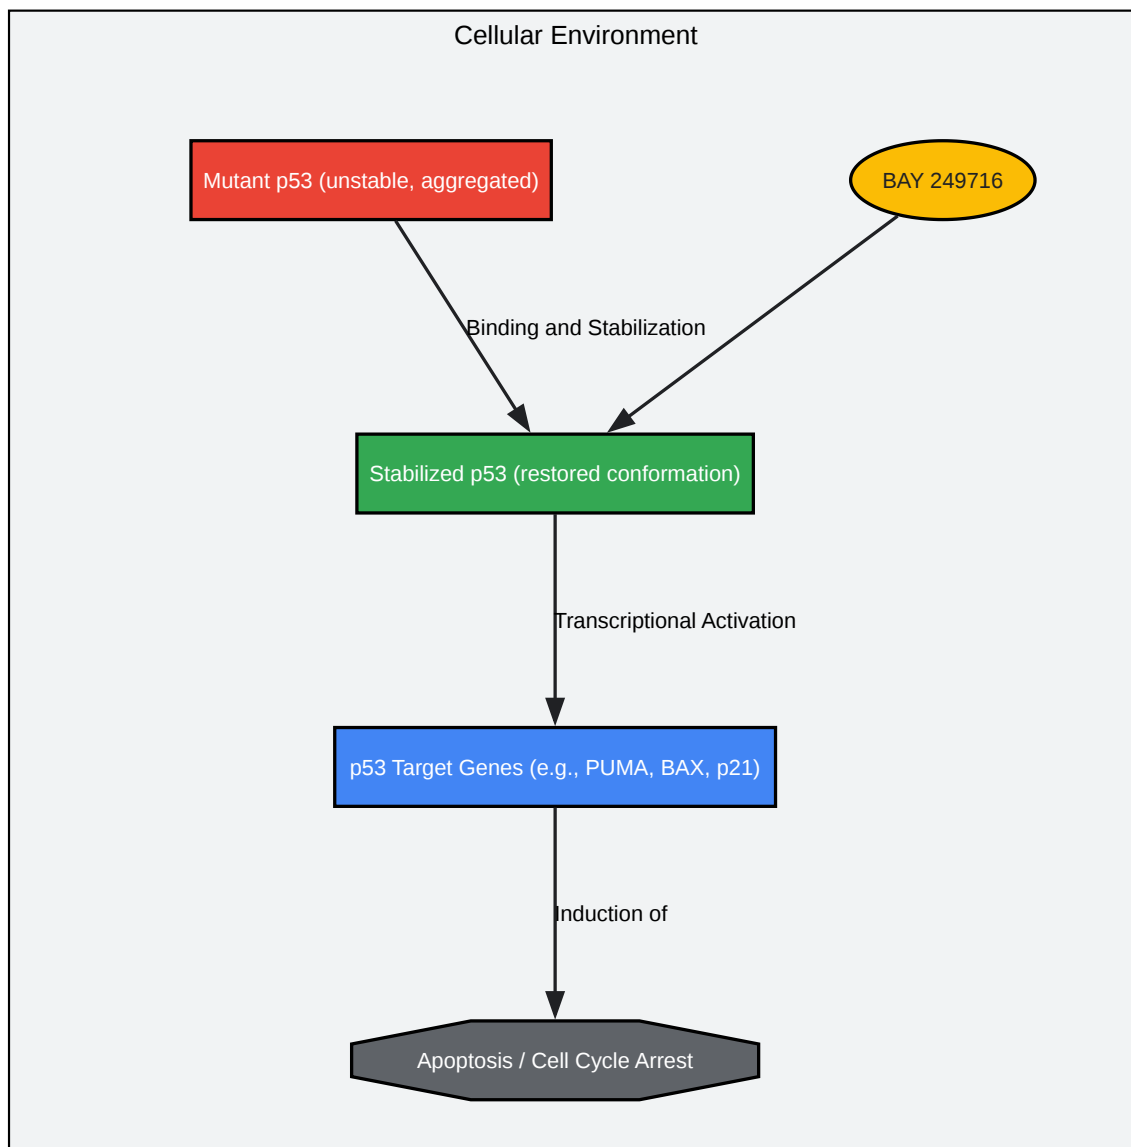 Cellular Environment
Mutant p53 (unstable, aggregated)
BAY 249716
Binding and Stabilization
Stabilized p53 (restored conformation)
Transcriptional Activation
p53 Target Genes (e.g., PUMA, BAX, p21)
Induction of
Apoptosis / Cell Cycle Arrest